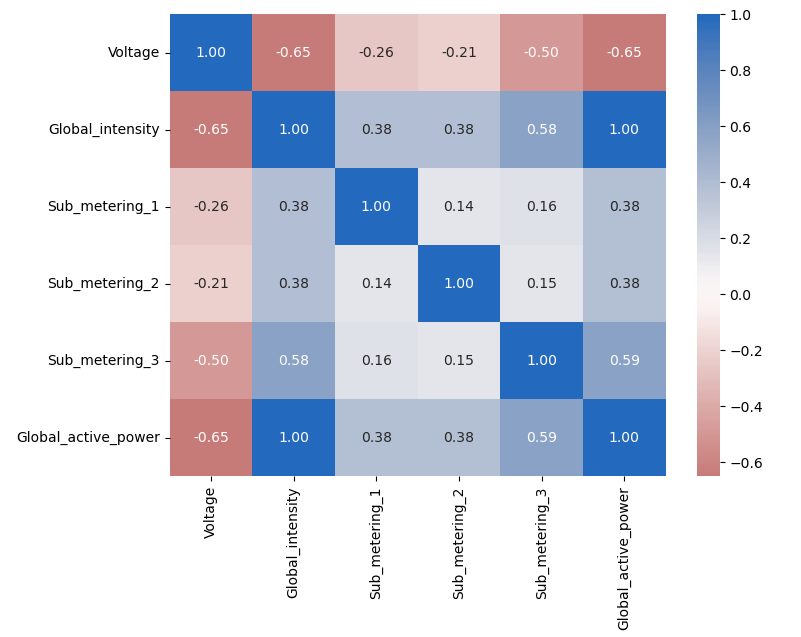 Voltage 1.00 -0.65 -0.26 -0.21 -0.50 -0.65
Global_intensity -0.65 1.00 0.38 0.38 0.58 1.00
Sub_metering_1 -0.26 0.38 1.00 0.14 0.16 0.38
Sub_metering_2 -0.21 0.38 0.14 1.00 0.15 0.38
Sub_metering_3 -0.50 0.58 0.16 0.15 1.00 0.59
Global_active_power -0.65 1.00 0.38 0.38 0.59 1.00
Voltage
Global_intensity
Sub_metering_1
Sub_metering_2
Sub_metering_3
Global_active_power
1.0
0.8
0.6
0.4
0.2
0.0
−0.2
−0.4
−0.6